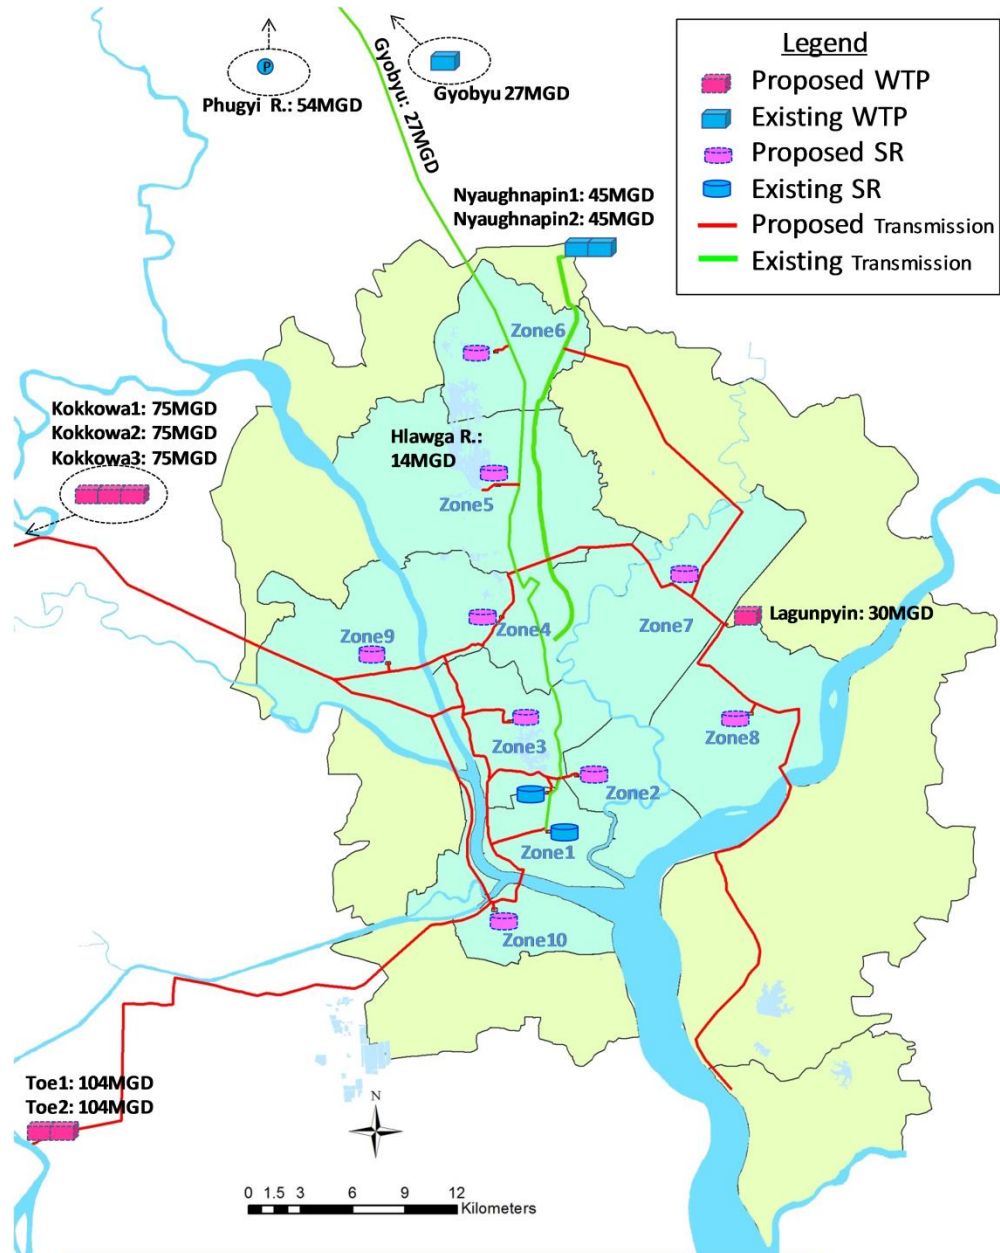 Legend
Proposed WTP
Existing WTP
Proposed SR
Existing SR
Proposed Transmission
Existing Transmission
P
Phugyi R.: 54MGD
Gyobyu: 27MGD
Gyobyu 27MGD
Nyaughnapin1: 45MGD
Nyaughnapin2: 45MGD
Zone6
Kokkowa1: 75MGD
Kokkowa2: 75MGD
Kokkowa3: 75MGD
Hlawga R.:
14MGD
Zone5
Zone9
Zone4
Zone7
Lagunpyin: 30MGD
Zone3
Zone8
Zone2
Zone1
Zone10
Toe1: 104MGD
Toe2: 104MGD
N
0 1.5 3 6 9 12
Kilometers